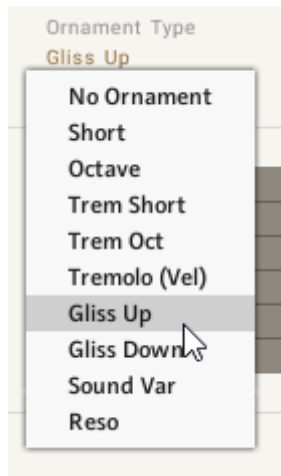 Ornament Type
Gliss Up
No Ornament
Short
Octave
Trem Short
Trem Oct
Tremolo (Vel)
Gliss Up
Gliss Down
Sound Var
Reso